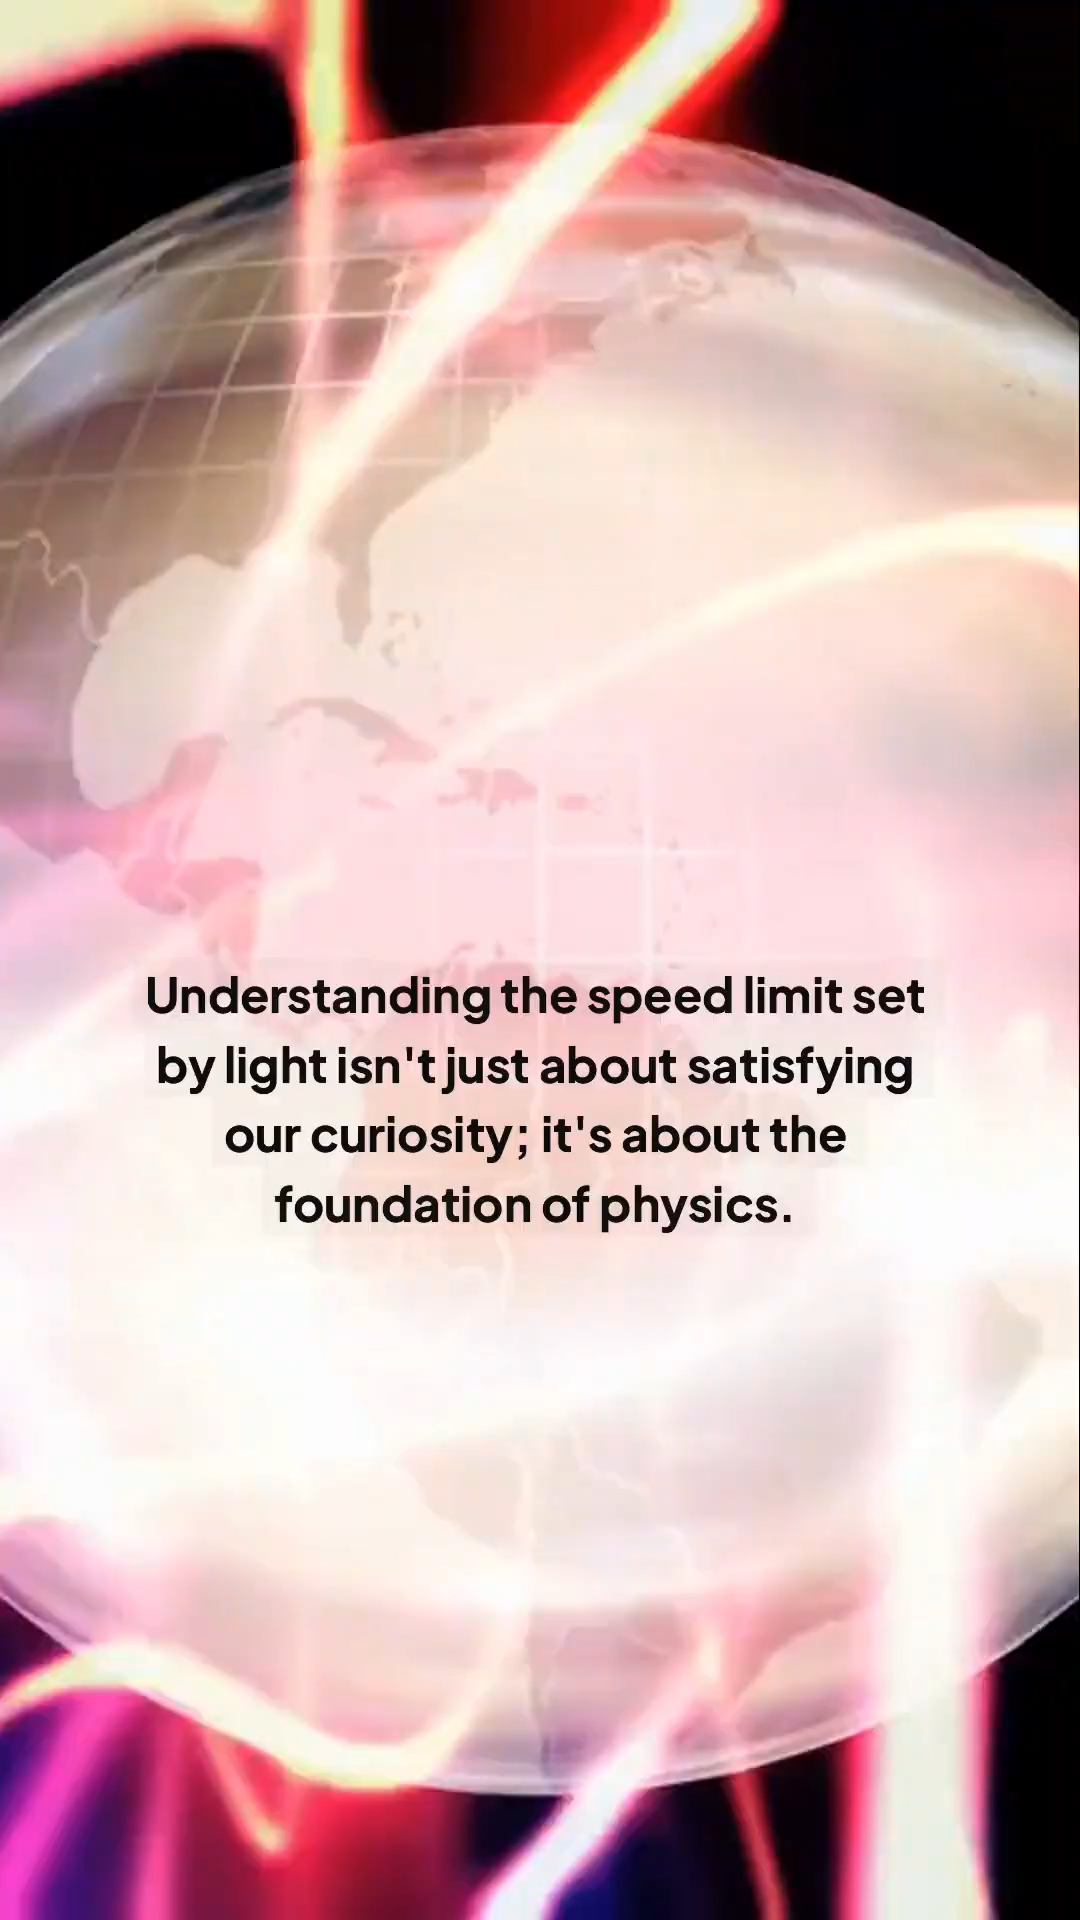 Understanding the speed limit set
by light isn't just about satisfying
our curiosity; it's about the
foundation of physics.